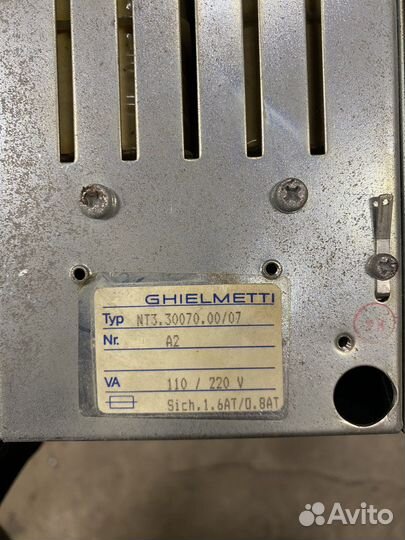 GHIELMETTI
Typ NT3.30070.00/07
Nr. A2
VA 110 / 220 V
Sich.1.6AT/0.8AT
Avito